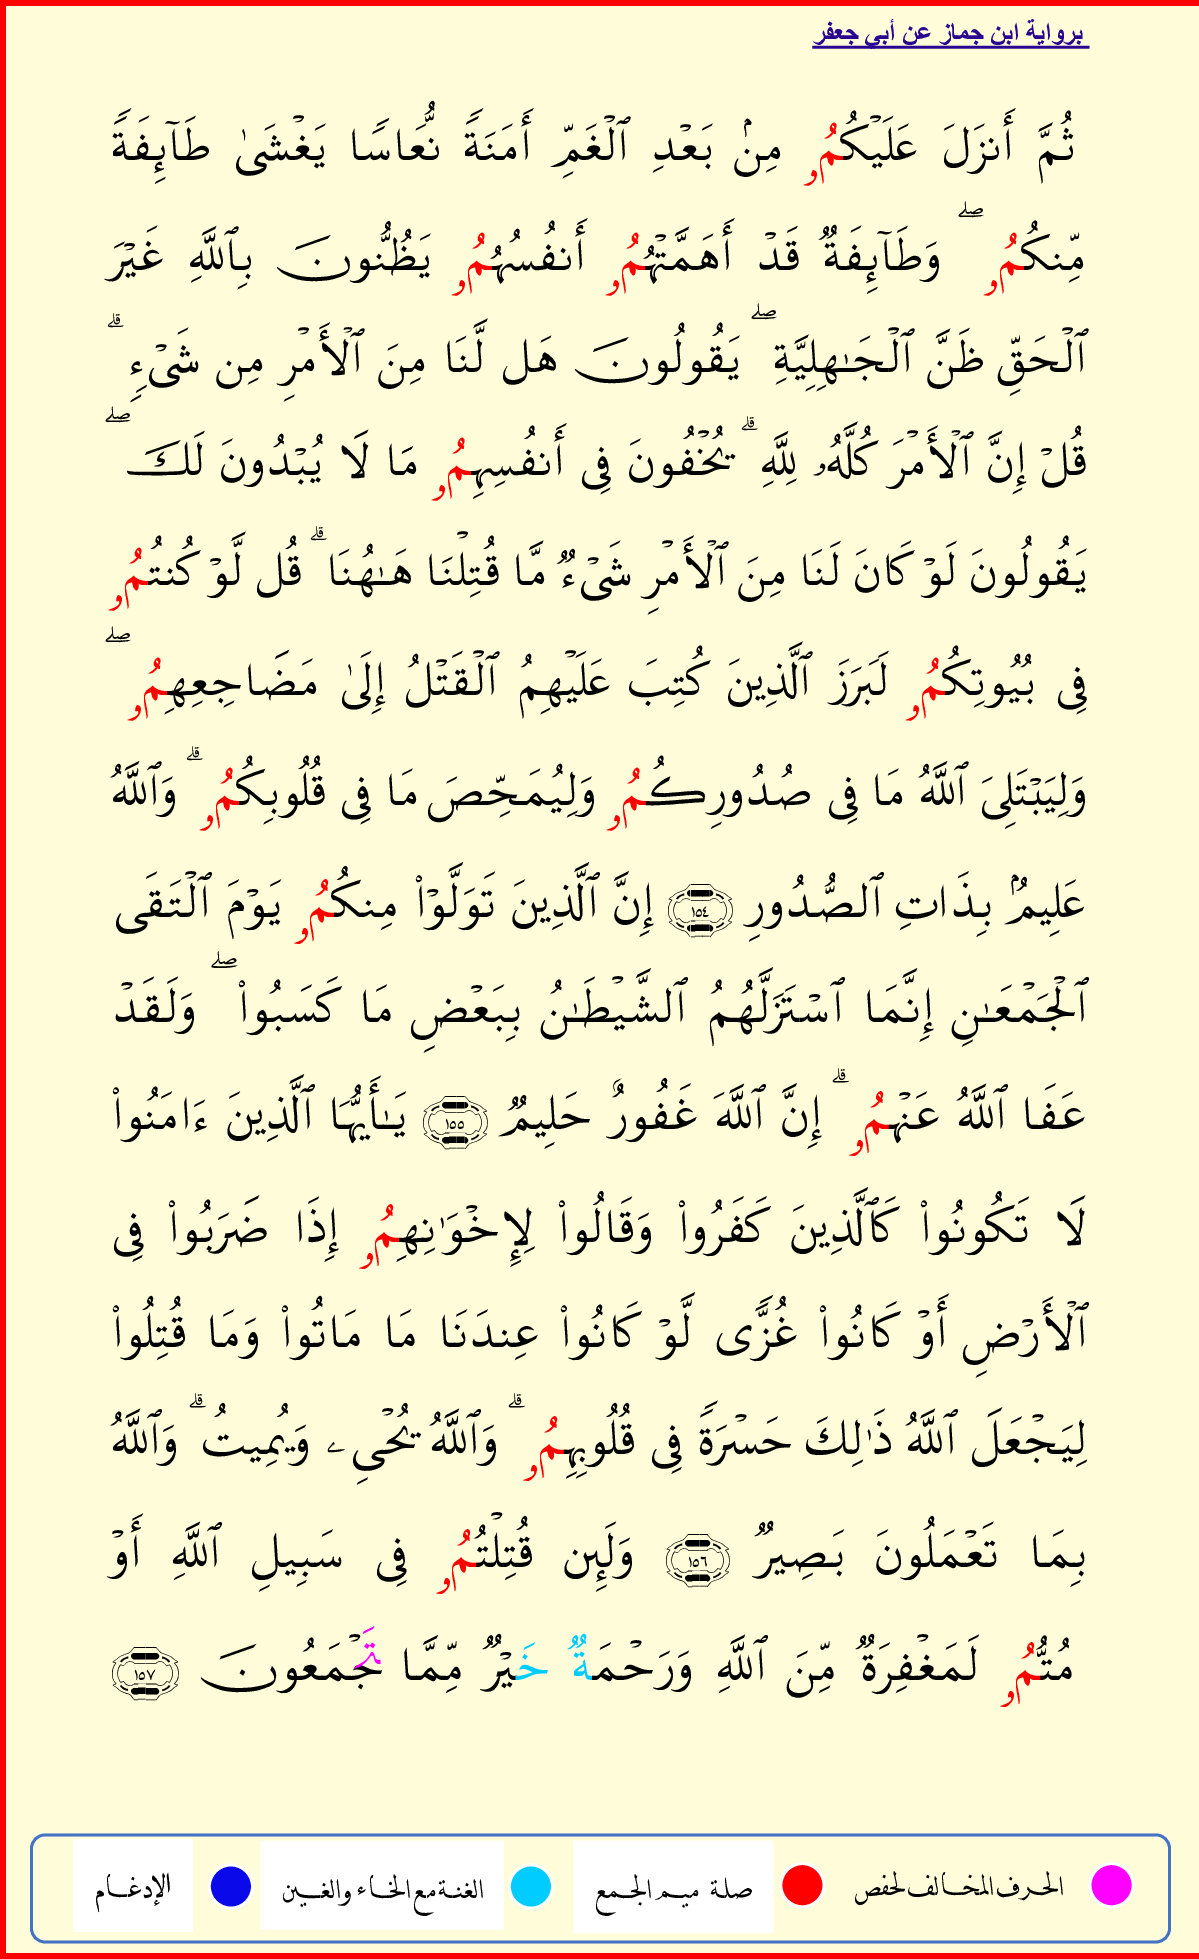 برواية ابن جماز عن أبي جعفر
ثُمَّ أَنزَلَ عَلَيۡكُمُۥ مِنۢ بَعۡدِ ٱلۡغَمِّ أَمَنَةٗ نُّعَاسٗا يَغۡشَىٰ طَآئِفَةٗ
مِّنكُمُۥۖ وَطَآئِفَةٞ قَدۡ أَهَمَّتۡهُمُۥ أَنفُسُهُمُۥ يَظُنُّونَ بِٱللَّهِ غَيۡرَ
ٱلۡحَقِّ ظَنَّ ٱلۡجَٰهِلِيَّةِۖ يَقُولُونَ هَل لَّنَا مِنَ ٱلۡأَمۡرِ مِن شَيۡءٖۗ
قُلۡ إِنَّ ٱلۡأَمۡرَ كُلَّهُۥ لِلَّهِۗ يُخۡفُونَ فِي أَنفُسِهِمُۥ مَا لَا يُبۡدُونَ لَكَۖ
يَقُولُونَ لَوۡ كَانَ لَنَا مِنَ ٱلۡأَمۡرِ شَيۡءٞ مَّا قُتِلۡنَا هَٰهُنَاۗ قُل لَّوۡ كُنتُمُۥ
فِي بُيُوتِكُمُۥ لَبَرَزَ ٱلَّذِينَ كُتِبَ عَلَيۡهِمُ ٱلۡقَتۡلُ إِلَىٰ مَضَاجِعِهِمُۥۖ
وَلِيَبۡتَلِيَ ٱللَّهُ مَا فِي صُدُورِكُمُۥ وَلِيُمَحِّصَ مَا فِي قُلُوبِكُمُۥۗ وَٱللَّهُ
عَلِيمُۢ بِذَاتِ ٱلصُّدُورِ ١٥٤ إِنَّ ٱلَّذِينَ تَوَلَّوۡاْ مِنكُمُۥ يَوۡمَ ٱلۡتَقَى
ٱلۡجَمۡعَٰنِ إِنَّمَا ٱسۡتَزَلَّهُمُ ٱلشَّيۡطَٰنُ بِبَعۡضِ مَا كَسَبُواْۖ وَلَقَدۡ
عَفَا ٱللَّهُ عَنۡهُمُۥۗ إِنَّ ٱللَّهَ غَفُورٌ حَلِيمٞ ١٥٥ يَٰٓأَيُّهَا ٱلَّذِينَ ءَامَنُواْ
لَا تَكُونُواْ كَٱلَّذِينَ كَفَرُواْ وَقَالُواْ لِإِخۡوَٰنِهِمُۥ إِذَا ضَرَبُواْ فِي
ٱلۡأَرۡضِ أَوۡ كَانُواْ غُزّٗى لَّوۡ كَانُواْ عِندَنَا مَا مَاتُواْ وَمَا قُتِلُواْ
لِيَجۡعَلَ ٱللَّهُ ذَٰلِكَ حَسۡرَةٗ فِي قُلُوبِهِمُۥۗ وَٱللَّهُ يُحۡيِۦ وَيُمِيتُۗ وَٱللَّهُ
بِمَا تَعۡمَلُونَ بَصِيرٞ ١٥٦ وَلَئِن قُتِلۡتُمُۥ فِي سَبِيلِ ٱللَّهِ أَوۡ
مُتُّمُۥ لَمَغۡفِرَةٞ مِّنَ ٱللَّهِ وَرَحۡمَةٞ خَيۡرٞ مِّمَّا تَجۡمَعُونَ ١٥٧
الحرف المخالف لحفص صلة ميم الجمع الغنة مع الخاء والغين الإدغام